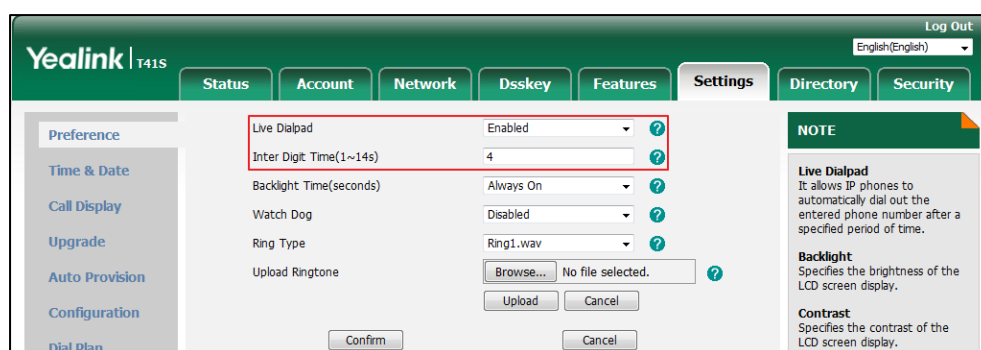 Log Out
English(English)
Yealink T41S
Status Account Network Dsskey Features Settings Directory Security
Preference
Time & Date
Call Display
Upgrade
Auto Provision
Configuration
Dial Plan
Live Dialpad Enabled ?
Inter Digit Time(1~14s) 4 ?
Backlight Time(seconds) Always On ?
Watch Dog Disabled ?
Ring Type Ring1.wav ?
Upload Ringtone Browse... No file selected. ?
Upload Cancel
Confirm Cancel
NOTE
Live Dialpad
It allows IP phones to
automatically dial out the
entered phone number after a
specified period of time.
Backlight
Specifies the brightness of the
LCD screen display.
Contrast
Specifies the contrast of the
LCD screen display.